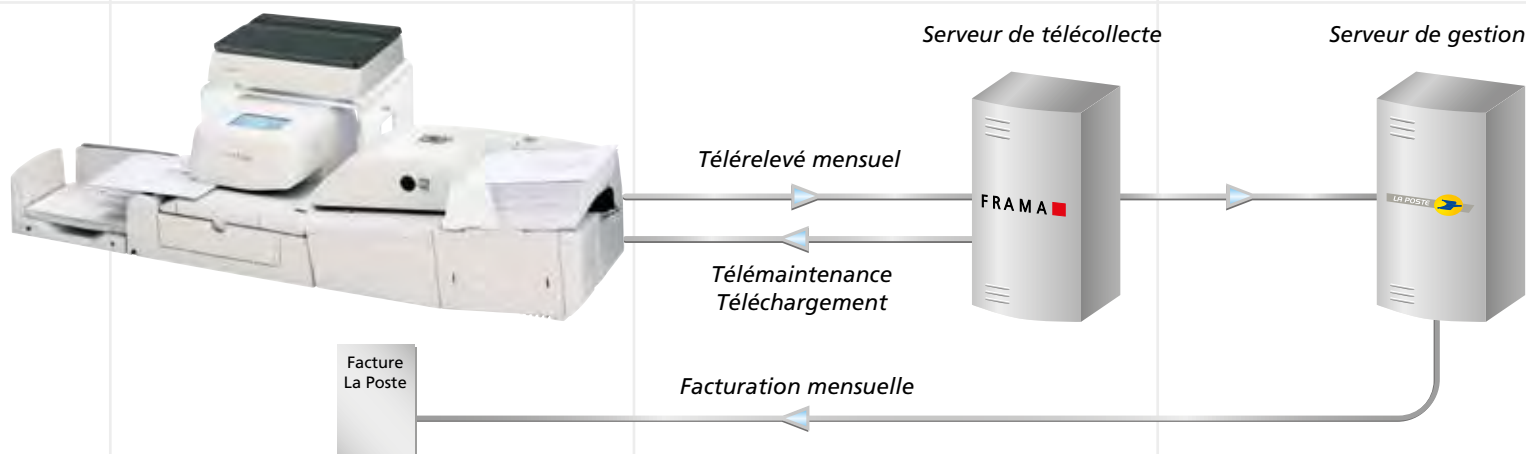 Serveur de télécollecte
Serveur de gestion
Télérelevé mensuel
FRAMA
LA POSTE
Télémaintenance
Téléchargement
Facture
La Poste
Facturation mensuelle